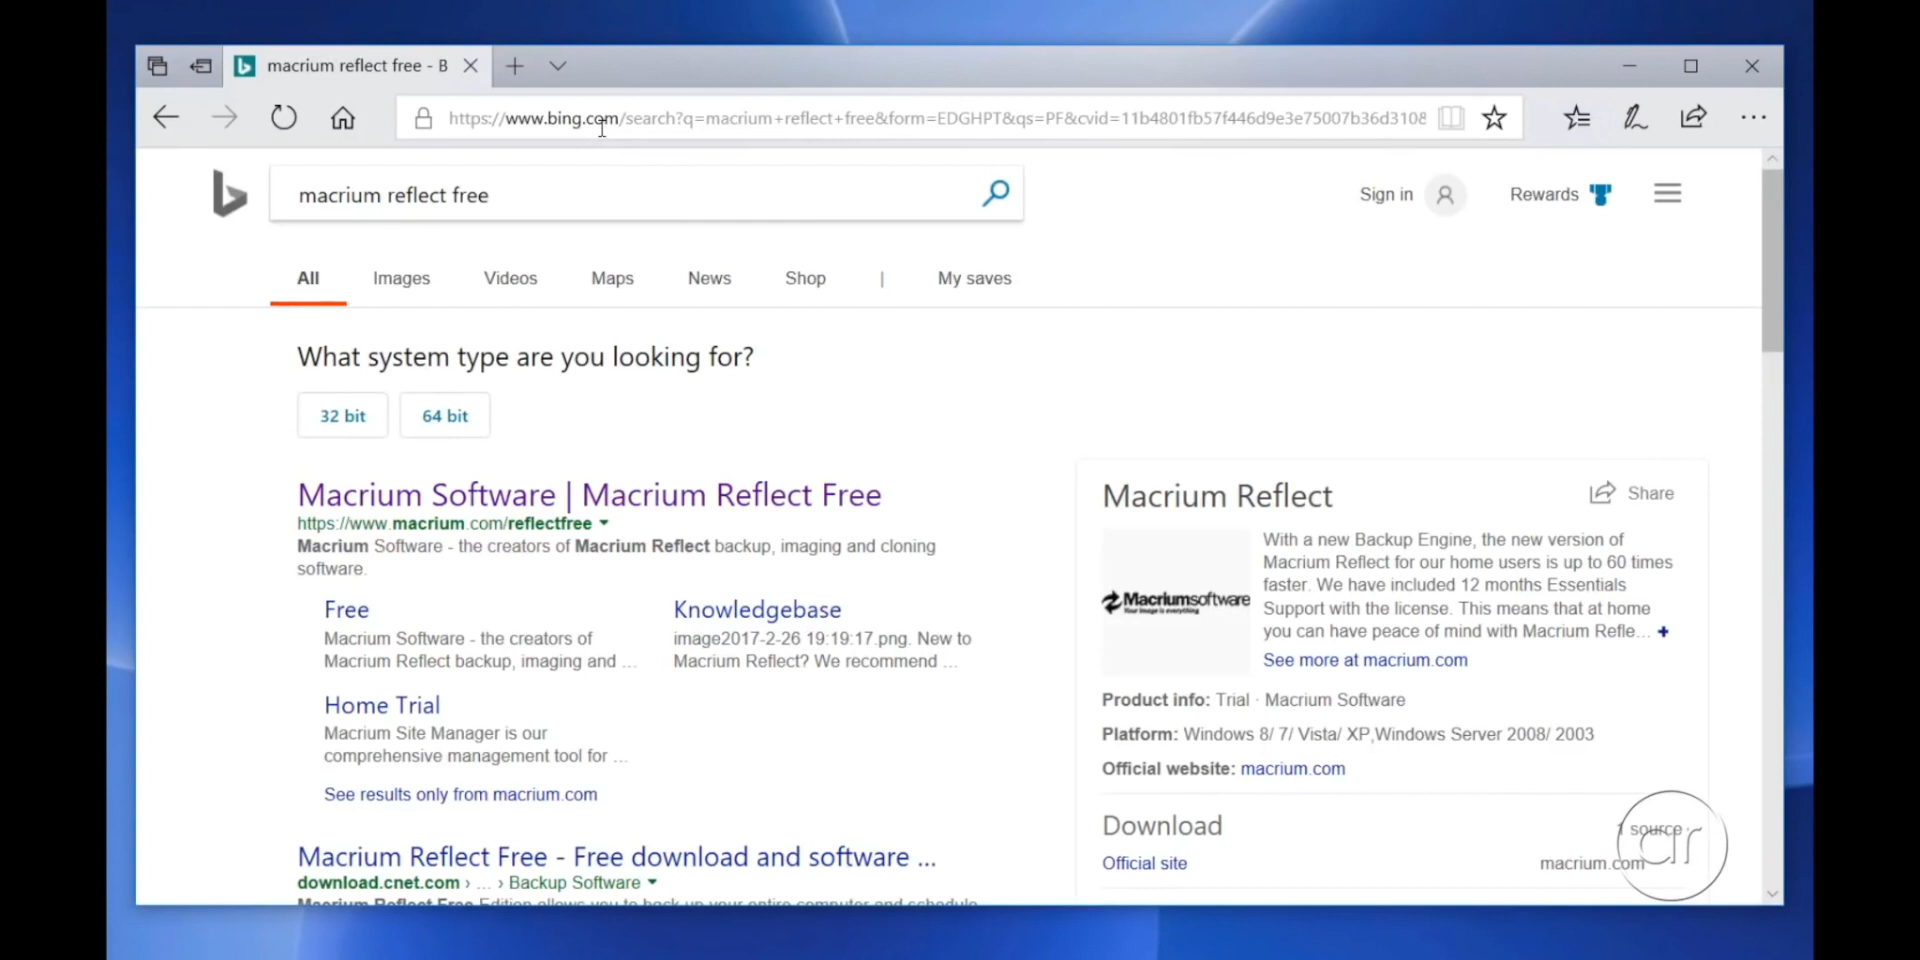 macrium reflect free - B
https://www.bing.com/search?q=macrium+reflect+free&form=EDGHPT&qs=PF&cvid=11b4801fb57f446d9e3e75007b36d3108
macrium reflect free
Sign in
Rewards
All
Images
Videos
Maps
News
Shop
|
My saves
What system type are you looking for?
32 bit
64 bit
Macrium Software | Macrium Reflect Free
https://www.macrium.com/reflectfree
Macrium Software - the creators of Macrium Reflect backup, imaging and cloning
software.
Free
Macrium Software - the creators of
Macrium Reflect backup, imaging and ...
Knowledgebase
image2017-2-26 19:19:17.png. New to
Macrium Reflect? We recommend ...
Home Trial
Macrium Site Manager is our
comprehensive management tool for ...
See results only from macrium.com
Macrium Reflect Free - Free download and software ...
download.cnet.com › ... › Backup Software
Macrium Reflect Free Edition allows you to back up your entire computer and schedule
Macrium Reflect
Share
Macriumsoftware
Your image is everything
With a new Backup Engine, the new version of
Macrium Reflect for our home users is up to 60 times
faster. We have included 12 months Essentials
Support with the license. This means that at home
you can have peace of mind with Macrium Refle... +
See more at macrium.com
Product info: Trial · Macrium Software
Platform: Windows 8/ 7/ Vista/ XP,Windows Server 2008/ 2003
Official website: macrium.com
Download
1 source
Official site
macrium.com
ar